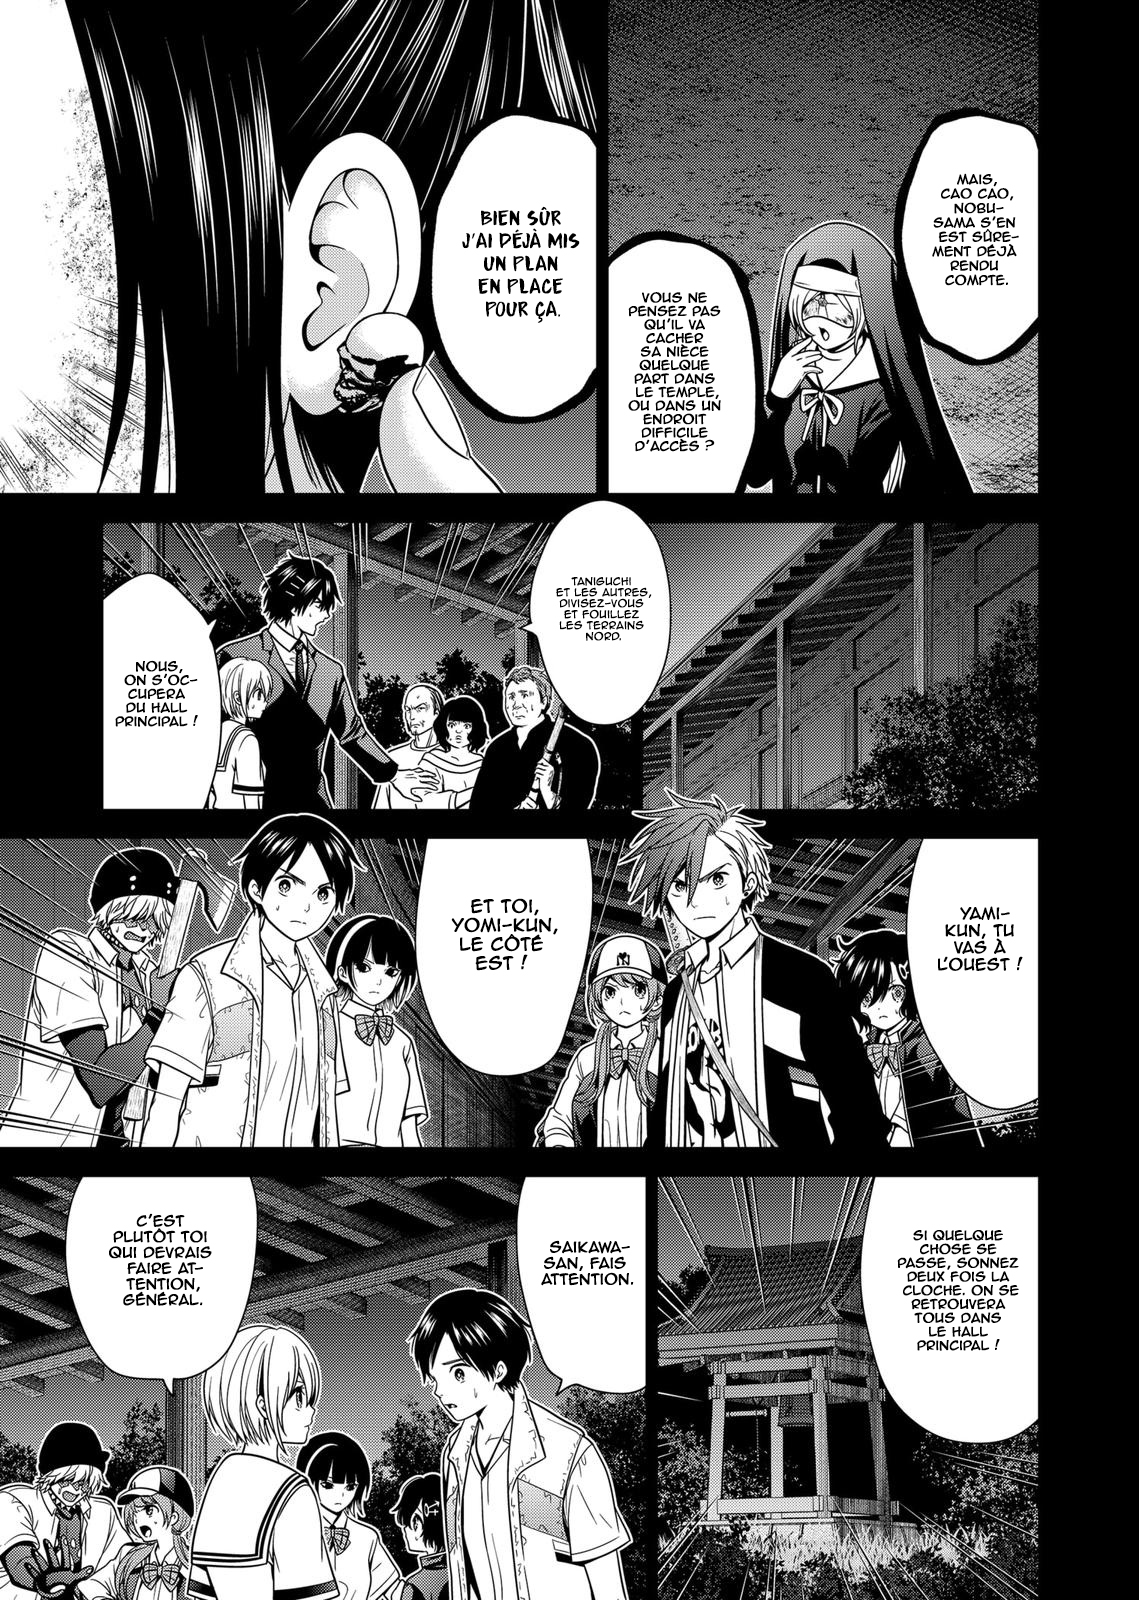 MAIS,
CAO CAO,
NOBU-
SAMA S'EN
EST SÛRE-
MENT DÉJÀ
RENDU
COMPTE.
VOUS NE
PENSEZ PAS
QU'IL VA
CACHER
SA NIÈCE
QUELQUE
PART DANS
LE TEMPLE,
OU DANS UN
ENDROIT
DIFFICILE
D'ACCÈS ?
BIEN SÛR
J'AI DÉJÀ MIS
UN PLAN
EN PLACE
POUR ÇA.
TANIGUCHI
ET LES AUTRES,
DIVISEZ-VOUS
ET FOUILLEZ
LES TERRAINS
NORD.
NOUS,
ON S'OC-
CUPERA
DU HALL
PRINCIPAL !
YAMI-
KUN, TU
VAS À
L'OUEST !
ET TOI,
YOMI-KUN,
LE CÔTÉ
EST !
SI QUELQUE
CHOSE SE
PASSE, SONNEZ
DEUX FOIS LA
CLOCHE. ON SE
RETROUVERA
TOUS DANS
LE HALL
PRINCIPAL !
SAIKAWA-
SAN, FAIS
ATTENTION.
C'EST
PLUTÔT TOI
QUI DEVRAIS
FAIRE AT-
TENTION,
GÉNÉRAL.